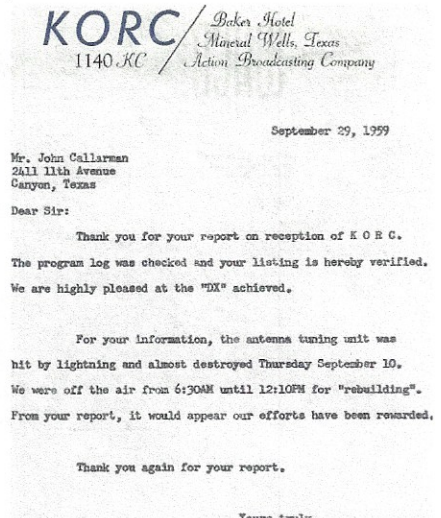 KORC
1140 KC
Baker Hotel
Mineral Wells, Texas
Action Broadcasting Company
September 29, 1959
Mr. John Callarman
2411 11th Avenue
Canyon, Texas
Dear Sir:
Thank you for your report on reception of K O R C.
The program log was checked and your listing is hereby verified.
We are highly pleased at the "DX" achieved.
For your information, the antenna tuning unit was
hit by lightning and almost destroyed Thursday September 10.
We were off the air from 6:30AM until 12:10PM for "rebuilding".
From your report, it would appear our efforts have been rewarded.
Thank you again for your report.
Yours truly